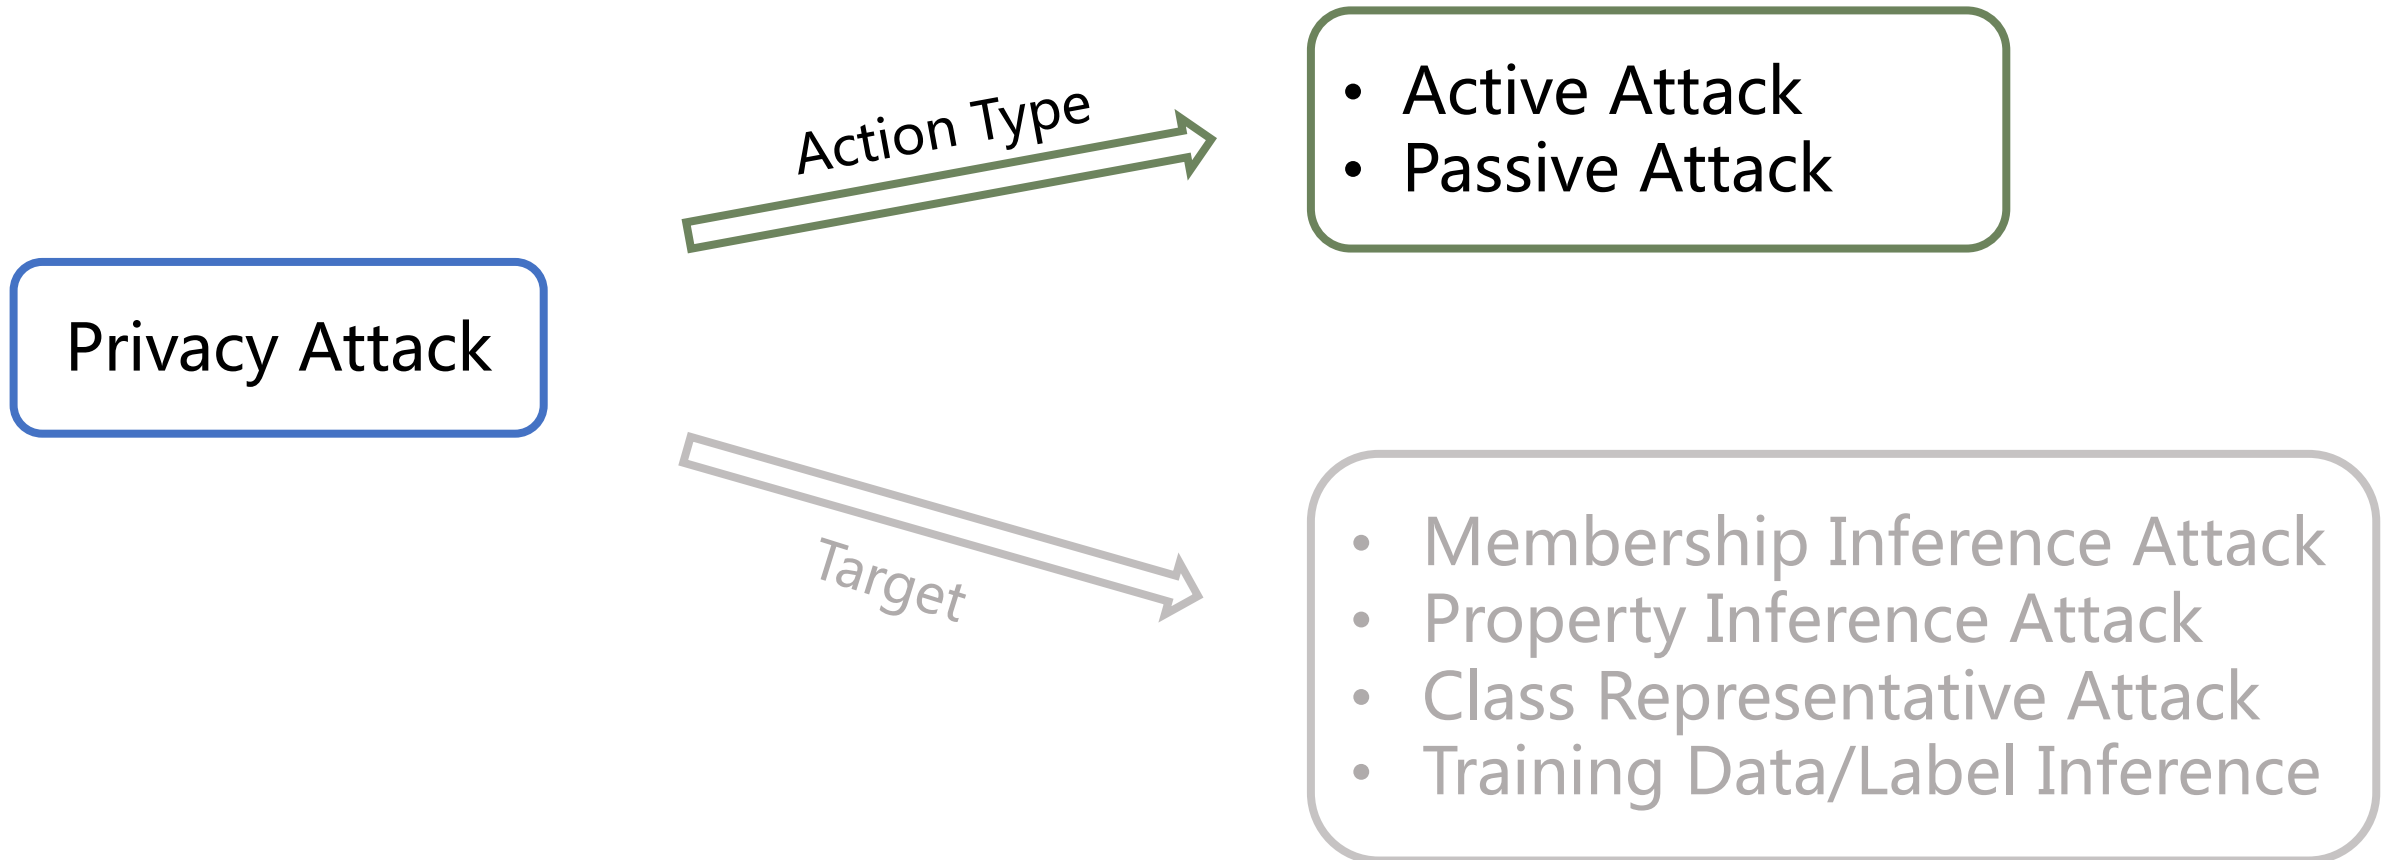 Action Type
• Active Attack
• Passive Attack
Privacy Attack
Target
• Membership Inference Attack
• Property Inference Attack
• Class Representative Attack
• Training Data/Label Inference